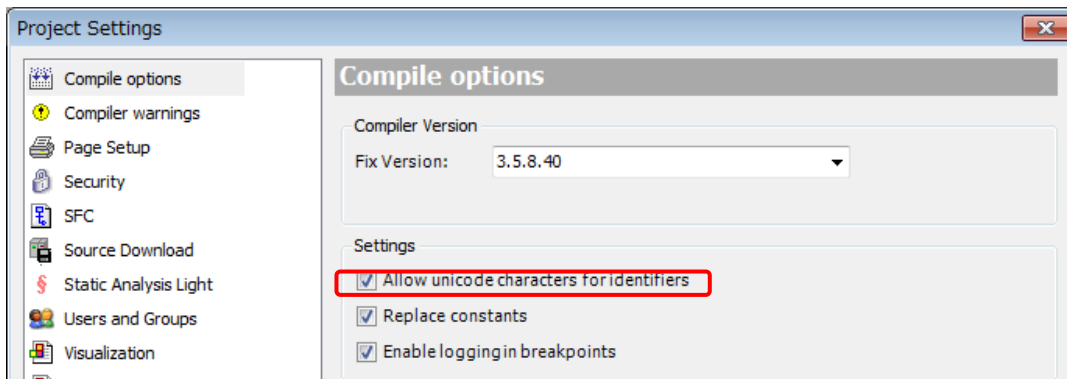 Project Settings
Compile options
Compiler warnings
Page Setup
Security
SFC
Source Download
Static Analysis Light
Users and Groups
Visualization
Compile options
Compiler Version
Fix Version: 3.5.8.40
Settings
Allow unicode characters for identifiers
Replace constants
Enable logging in breakpoints